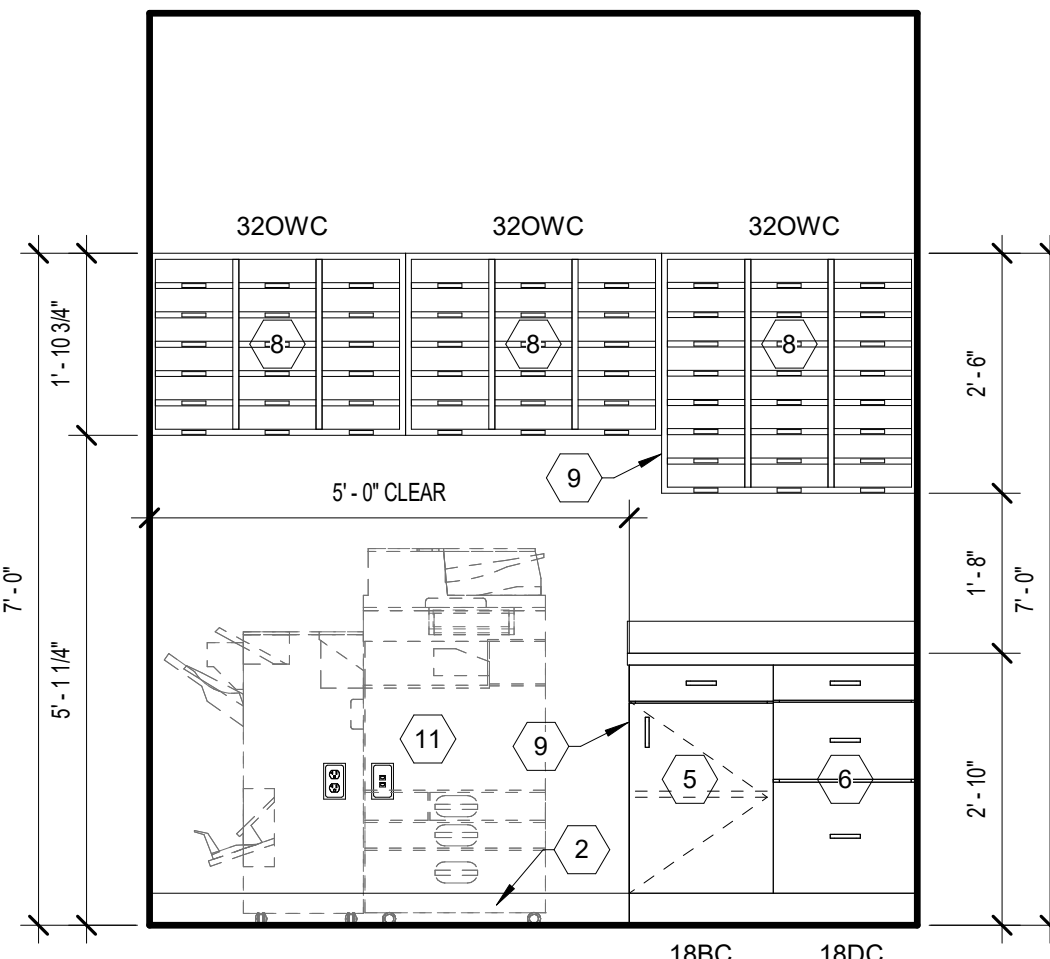 32OWC 32OWC 32OWC
1' - 10 3/4"
8 8 8
2' - 6"
9
5' - 0" CLEAR
7' - 0"
1' - 8"
7' - 0"
5' - 1 1/4"
11
9
5
6
2' - 10"
2
18BC 18DC